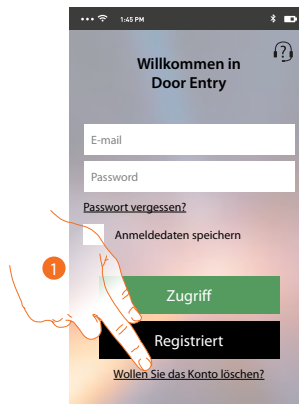 1:45 PM
Willkommen in
Door Entry
E-mail
Password
Passwort vergessen?
Anmeldedaten speichern
1
Zugriff
Registriert
Wollen Sie das Konto löschen?